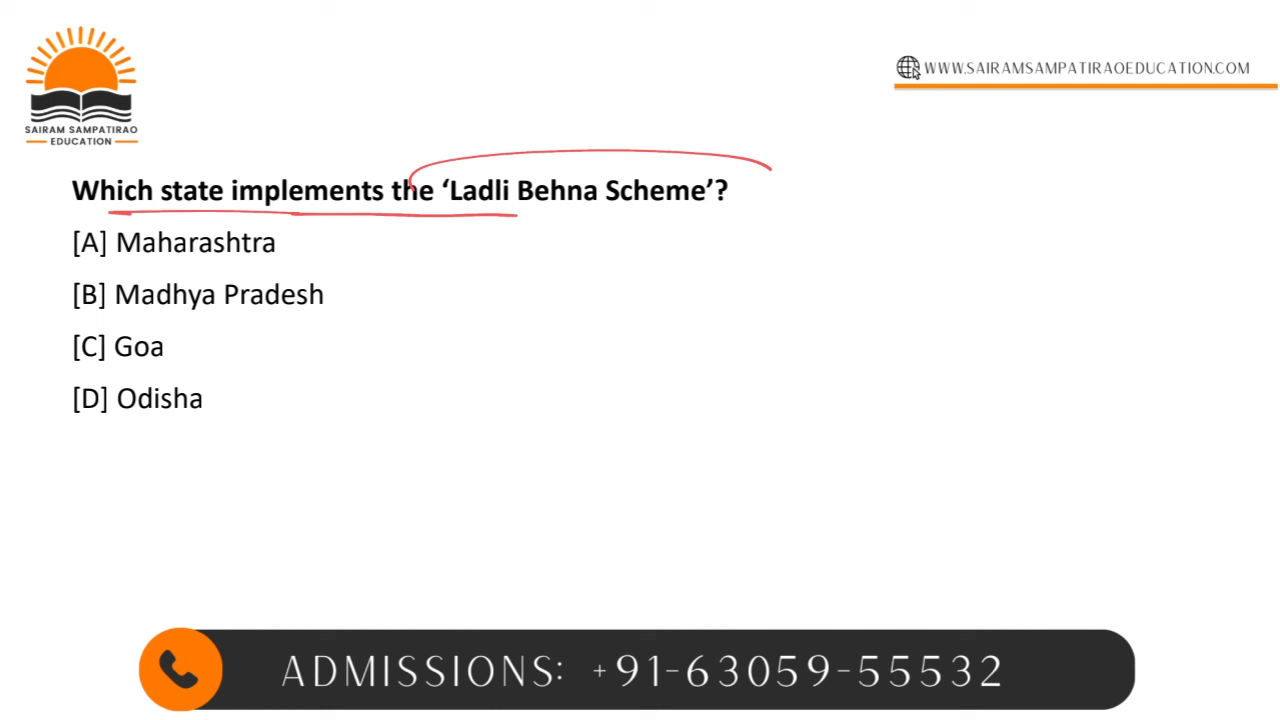 SAIRAM SAMPATIRAO
EDUCATION
WWW.SAIRAMSAMPATIRAOEDUCATION.COM
Which state implements the ‘Ladli Behna Scheme’?
[A] Maharashtra
[B] Madhya Pradesh
[C] Goa
[D] Odisha
ADMISSIONS: +91-63059-55532